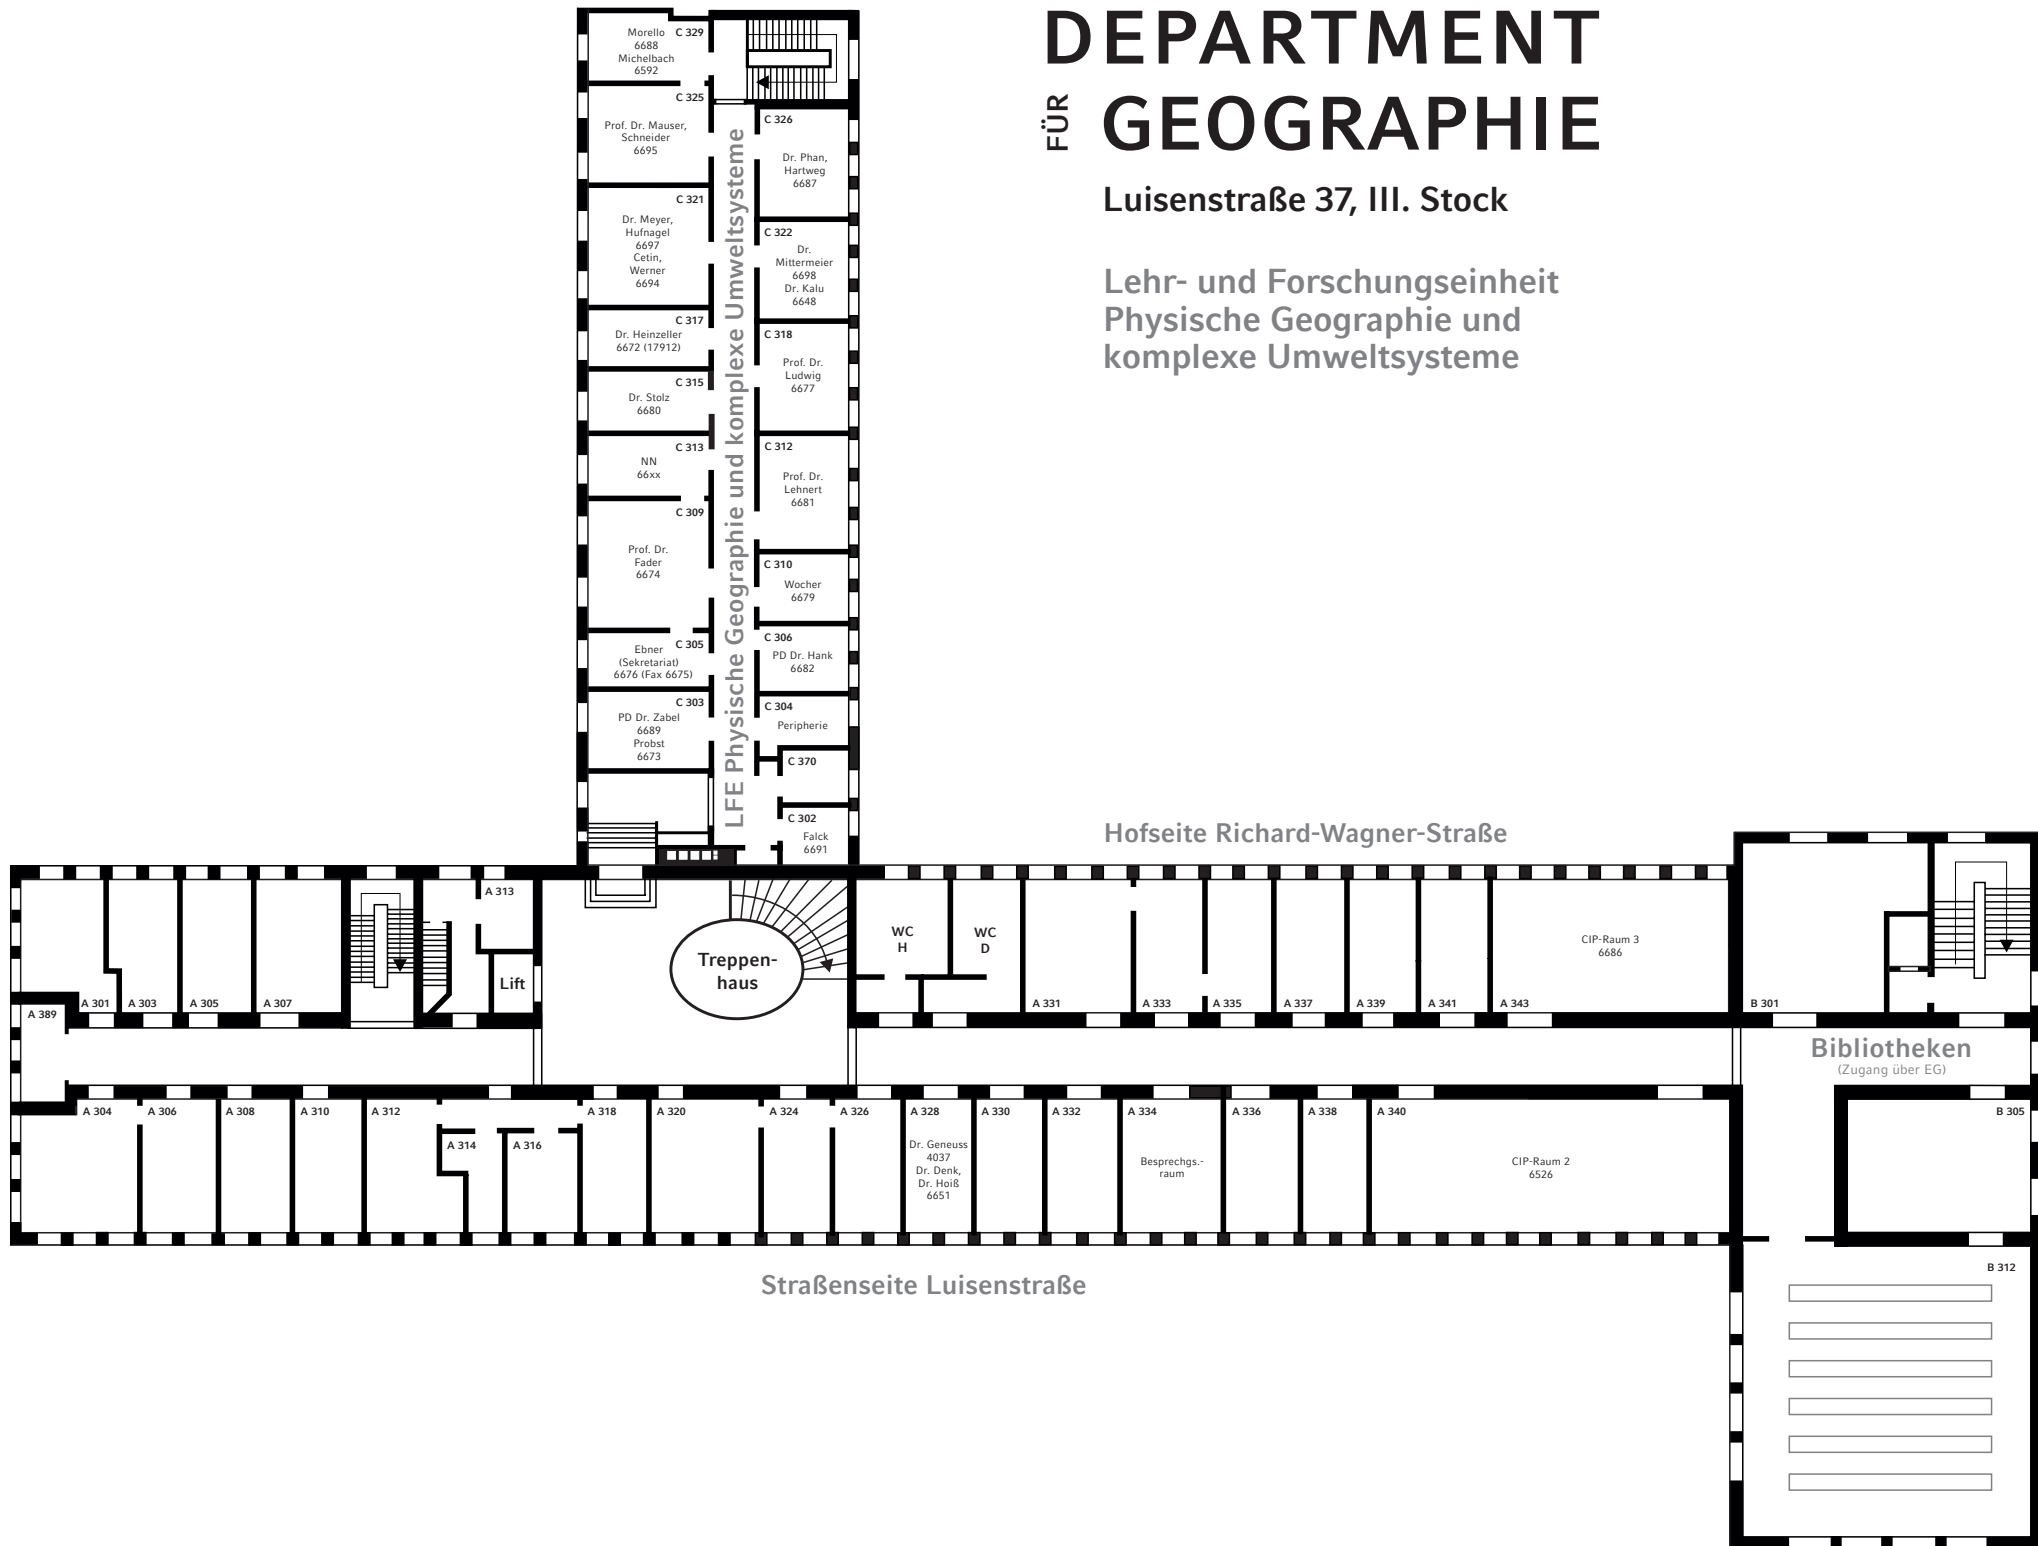 DEPARTMENT
FÜR GEOGRAPHIE
Luisenstraße 37, III. Stock
Lehr- und Forschungseinheit
Physische Geographie und
komplexe Umweltsysteme
C 329
Morello
6688
Michelbach
6592
C 325
Prof. Dr. Mauser,
Schneider
6695
C 321
Dr. Meyer,
Hufnagel
6697
Cetin,
Werner
6694
C 317
Dr. Heinzeller
6672 (17912)
C 315
Dr. Stolz
6680
C 313
NN
66xx
C 309
Prof. Dr.
Fader
6674
C 305
Ebner
(Sekretariat)
6676 (Fax 6675)
C 303
PD Dr. Zabel
6689
Probst
6673
LFE Physische Geographie und komplexe Umweltsysteme
C 326
Dr. Phan,
Hartweg
6687
C 322
Dr.
Mittermeier
6698
Dr. Kalu
6648
C 318
Prof. Dr.
Ludwig
6677
C 312
Prof. Dr.
Lehnert
6681
C 310
Wocher
6679
C 306
PD Dr. Hank
6682
C 304
Peripherie
C 370
C 302
Falck
6691
Hofseite Richard-Wagner-Straße
A 301
A 303
A 305
A 307
A 313
Lift
Treppen-
haus
WC
H
WC
D
A 331
A 333
A 335
A 337
A 339
A 341
A 343
CIP-Raum 3
6686
B 301
A 389
Bibliotheken
(Zugang über EG)
A 304
A 306
A 308
A 310
A 312
A 314
A 316
A 318
A 320
A 324
A 326
A 328
Dr. Geneuss
4037
Dr. Denk,
Dr. Hoiß
6651
A 330
A 332
A 334
Besprechgs.-
raum
A 336
A 338
A 340
CIP-Raum 2
6526
B 305
B 312
Straßenseite Luisenstraße